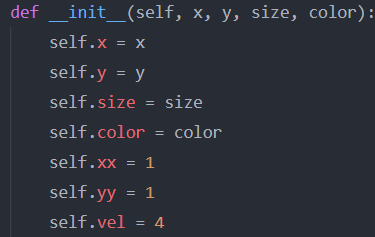 def __init__(self, x, y, size, color):
    self.x = x
    self.y = y
    self.size = size
    self.color = color
    self.xx = 1
    self.yy = 1
    self.vel = 4